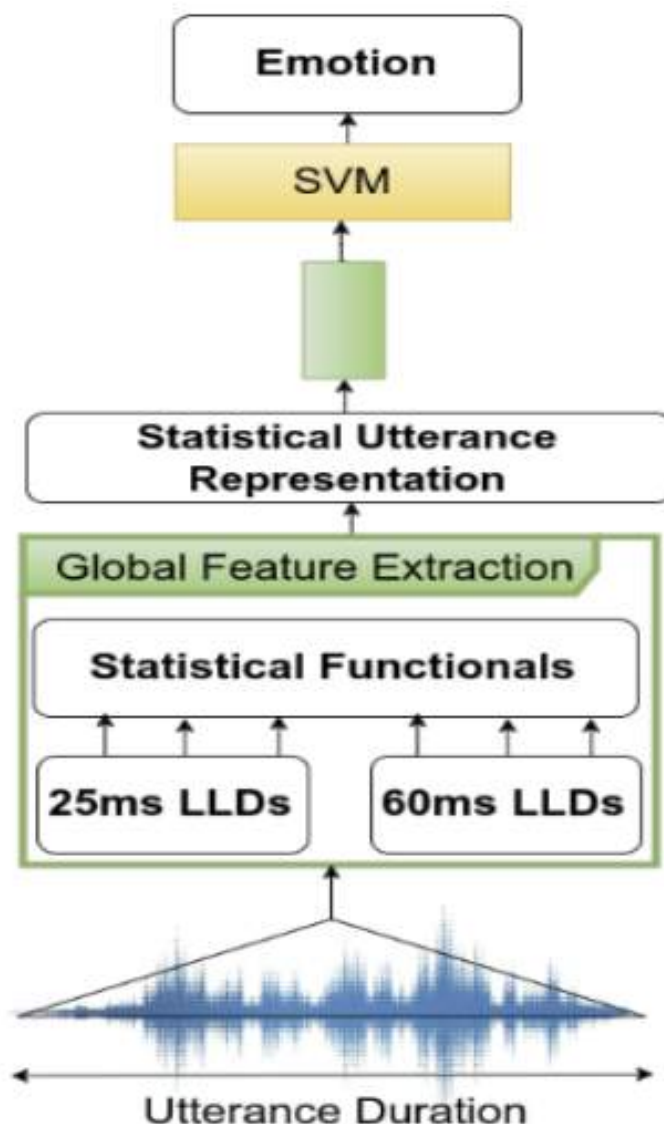 Emotion
SVM
Statistical Utterance
Representation
Global Feature Extraction
Statistical Functionals
25ms LLDs
60ms LLDs
Utterance Duration